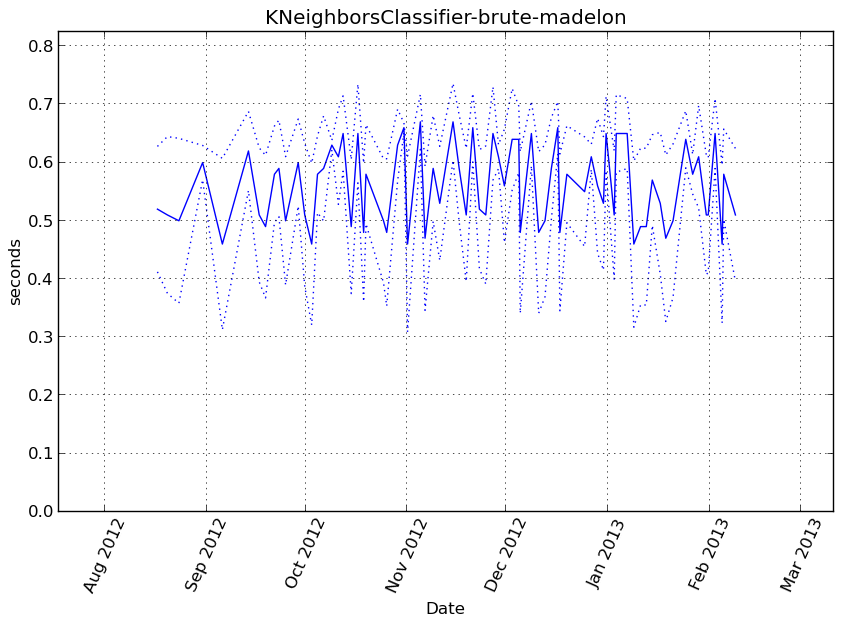 KNeighborsClassifier-brute-madelon
0.8
0.7
0.6
0.5
0.4
0.3
0.2
0.1
0.0
seconds
Aug 2012
Sep 2012
Oct 2012
Nov 2012
Dec 2012
Jan 2013
Feb 2013
Mar 2013
Date